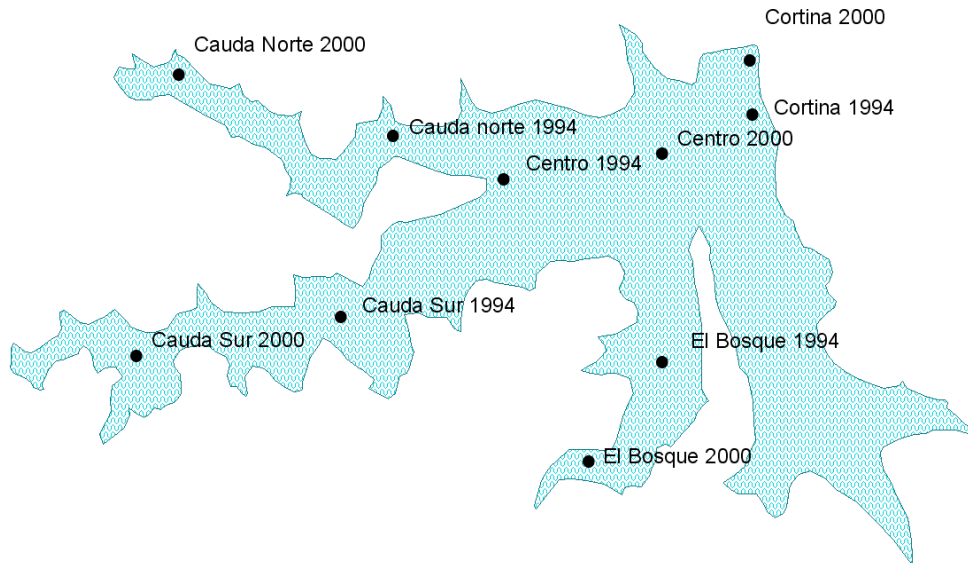 Cortina 2000
Cauda Norte 2000
Cortina 1994
Cauda norte 1994
Centro 2000
Centro 1994
Cauda Sur 1994
Cauda Sur 2000
El Bosque 1994
El Bosque 2000